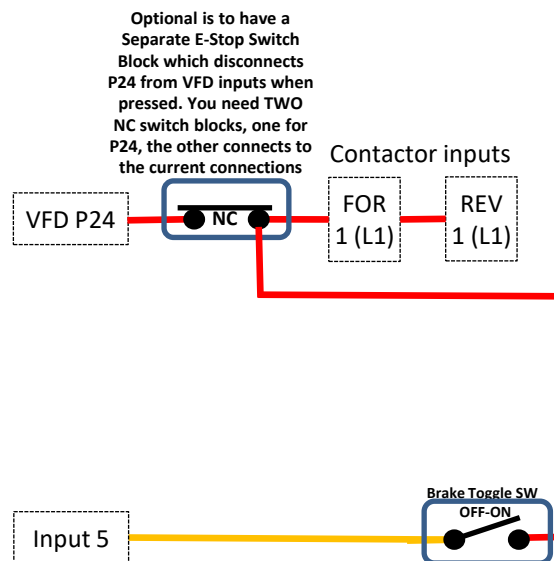 Optional is to have a
Separate E-Stop Switch
Block which disconnects
P24 from VFD inputs when
pressed. You need TWO
NC switch blocks, one for
P24, the other connects to
the current connections
Contactor inputs
VFD P24
NC
FOR
1 (L1)
REV
1 (L1)
Brake Toggle SW
OFF-ON
Input 5